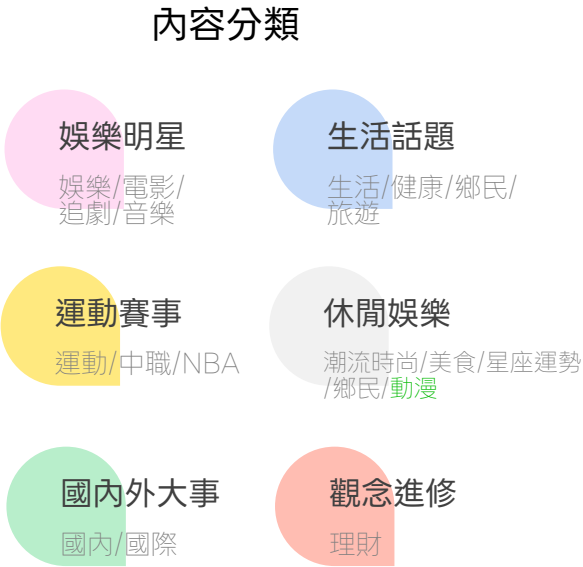 內容分類
娛樂明星
娛樂/電影/
追劇/音樂
生活話題
生活/健康/鄉民/
旅遊
運動賽事
運動/中職/NBA
休閒娛樂
潮流時尚/美食/星座運勢
/鄉民/動漫
國內外大事
國內/國際
觀念進修
理財